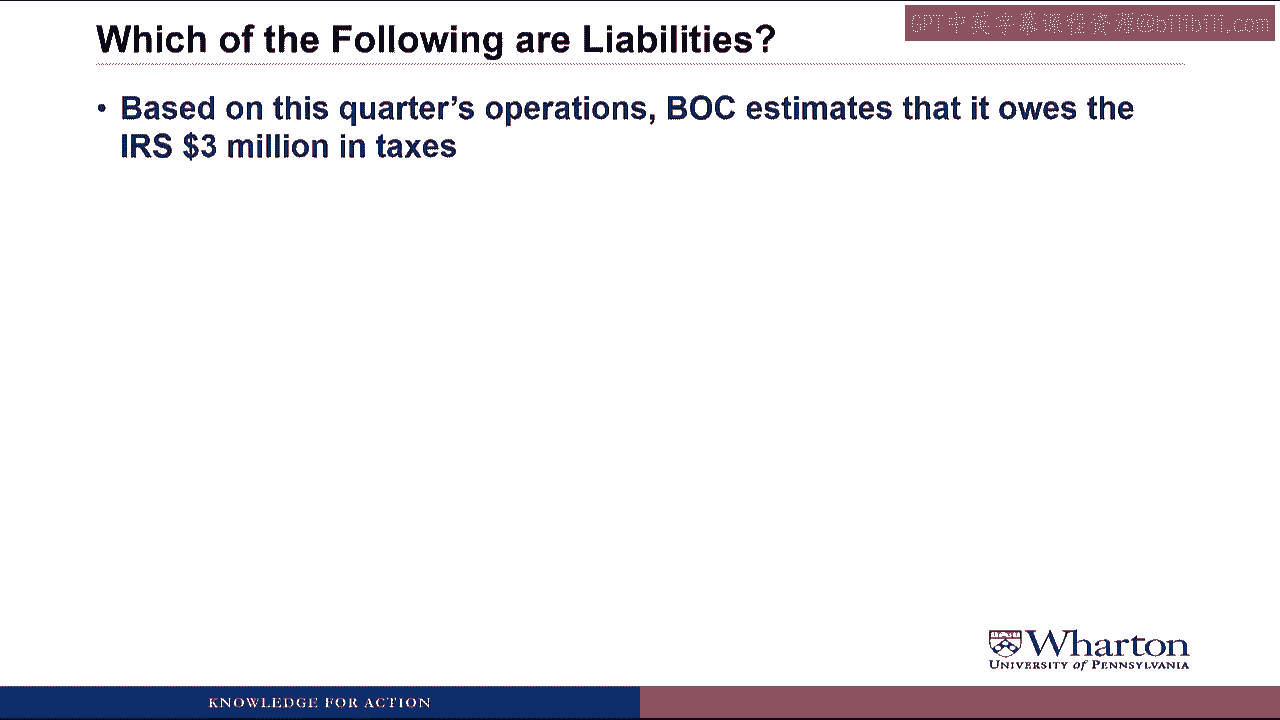 Which of the Following are Liabilities?
GPT中英字幕课程资源@bilibili.com
• Based on this quarter's operations, BOC estimates that it owes the
IRS $3 million in taxes
Wharton
UNIVERSITY of PENNSYLVANIA
KNOWLEDGE FOR ACTION